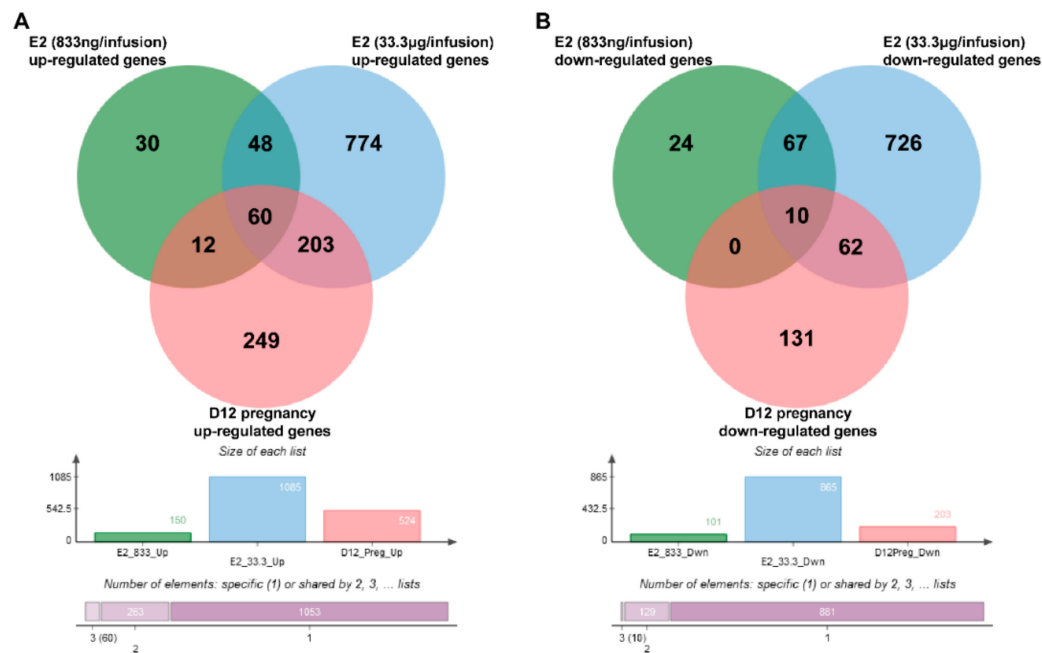 A
E2 (833ng/infusion)
up-regulated genes
E2 (33.3µg/infusion)
up-regulated genes
30
48
774
60
12
203
249
D12 pregnancy
up-regulated genes
Size of each list
1085
542.5
0
150
1085
524
E2_833_Up
E2_33.3_Up
D12_Preg_Up
Number of elements: specific (1) or shared by 2, 3, ... lists
263
1053
3 (60)
2
1
B
E2 (833ng/infusion)
down-regulated genes
E2 (33.3µg/infusion)
down-regulated genes
24
67
726
10
0
62
131
D12 pregnancy
down-regulated genes
Size of each list
865
432.5
0
101
865
203
E2_833_Dwn
E2_33.3_Dwn
D12Preg_Dwn
Number of elements: specific (1) or shared by 2, 3, ... lists
129
881
3 (10)
2
1